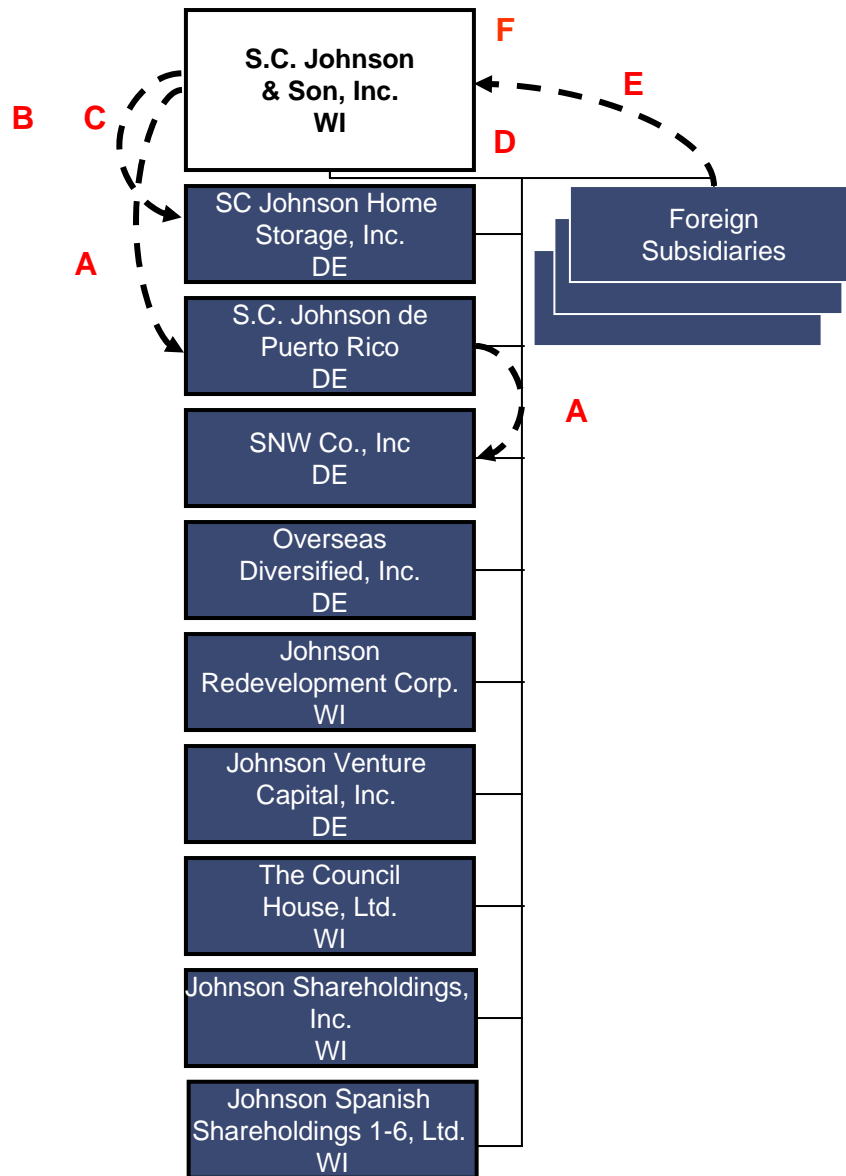 S.C. Johnson
& Son, Inc.
WI
F
E
B
C
D
SC Johnson Home
Storage, Inc.
DE
Foreign
Subsidiaries
A
S.C. Johnson de
Puerto Rico
DE
A
SNW Co., Inc
DE
Overseas
Diversified, Inc.
DE
Johnson
Redevelopment Corp.
WI
Johnson Venture
Capital, Inc.
DE
The Council
House, Ltd.
WI
Johnson Shareholdings,
Inc.
WI
Johnson Spanish
Shareholdings 1-6, Ltd.
WI